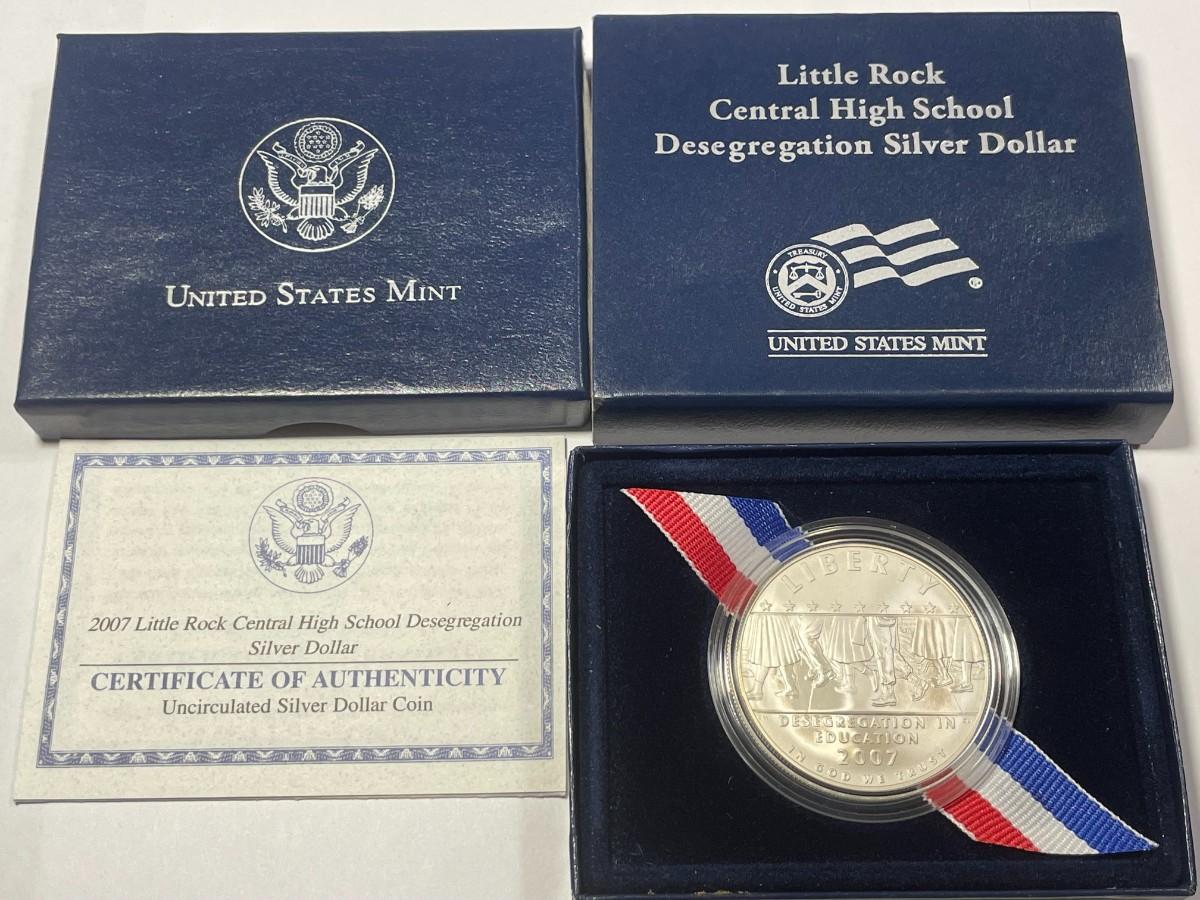 UNITED STATES MINT
Little Rock
Central High School
Desegregation Silver Dollar
TREASURY
UNITED STATES MINT
UNITED STATES MINT
2007 Little Rock Central High School Desegregation
Silver Dollar
CERTIFICATE OF AUTHENTICITY
Uncirculated Silver Dollar Coin
LIBERTY
DESEGREGATION IN
EDUCATION
2007
IN GOD WE TRUST